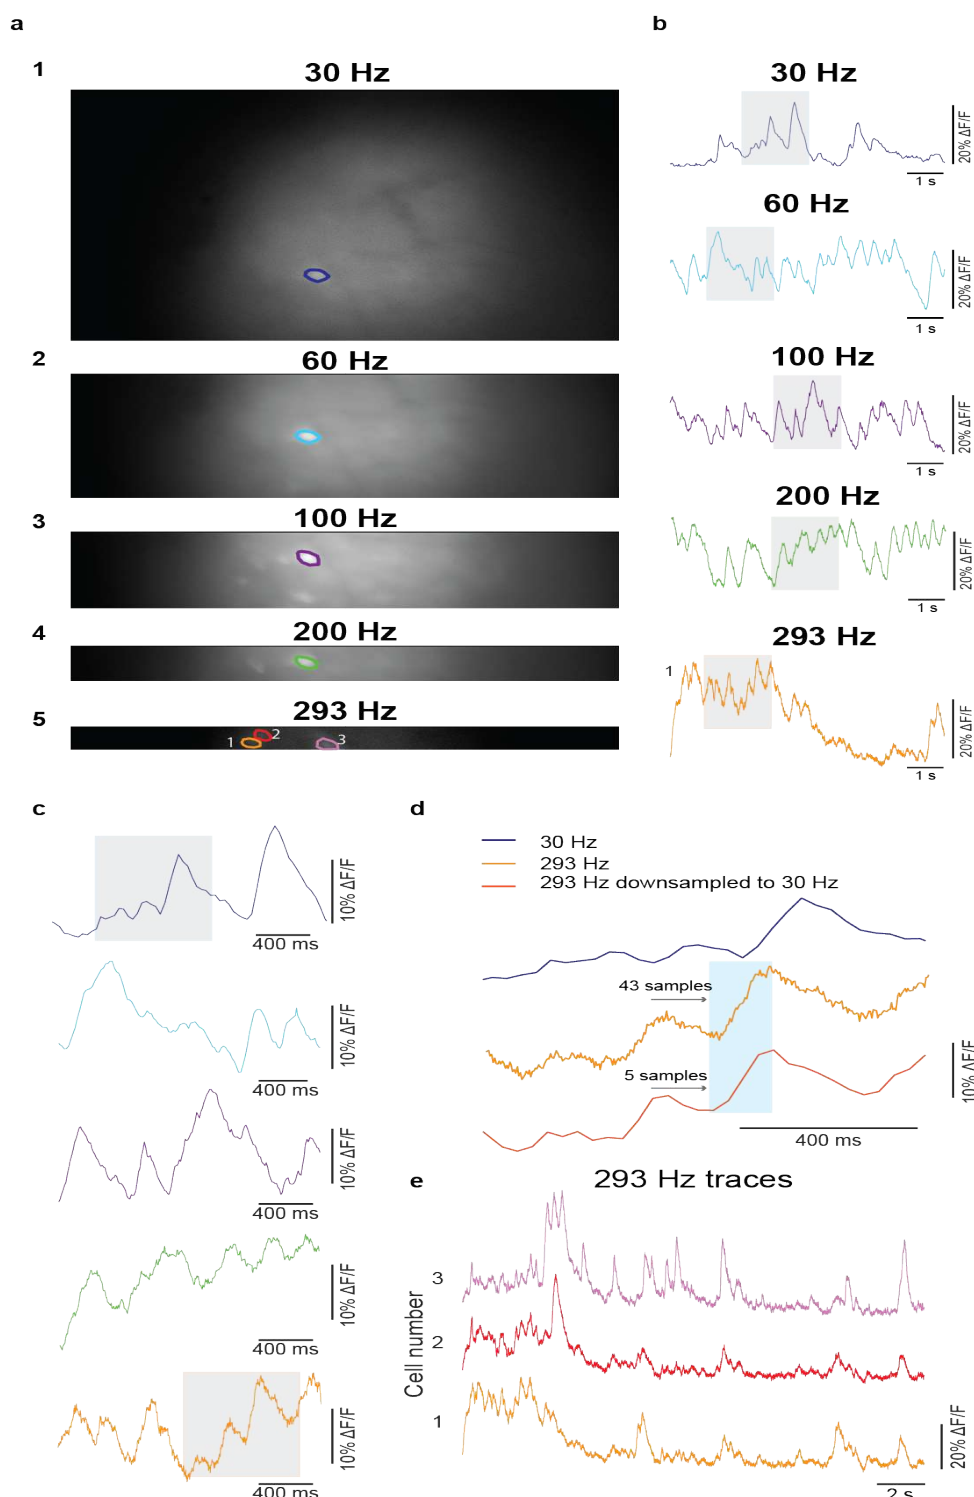 a
1
30 Hz
2
60 Hz
3
100 Hz
4
200 Hz
5
293 Hz
1
2
3
b
30 Hz
20% ΔF/F
1 s
60 Hz
20% ΔF/F
1 s
100 Hz
20% ΔF/F
1 s
200 Hz
20% ΔF/F
1 s
293 Hz
1
20% ΔF/F
1 s
c
10% ΔF/F
400 ms
10% ΔF/F
400 ms
10% ΔF/F
400 ms
10% ΔF/F
400 ms
10% ΔF/F
400 ms
d
30 Hz
293 Hz
293 Hz downsampled to 30 Hz
43 samples
5 samples
10% ΔF/F
400 ms
e
293 Hz traces
Cell number
3
2
1
20% ΔF/F
2 s